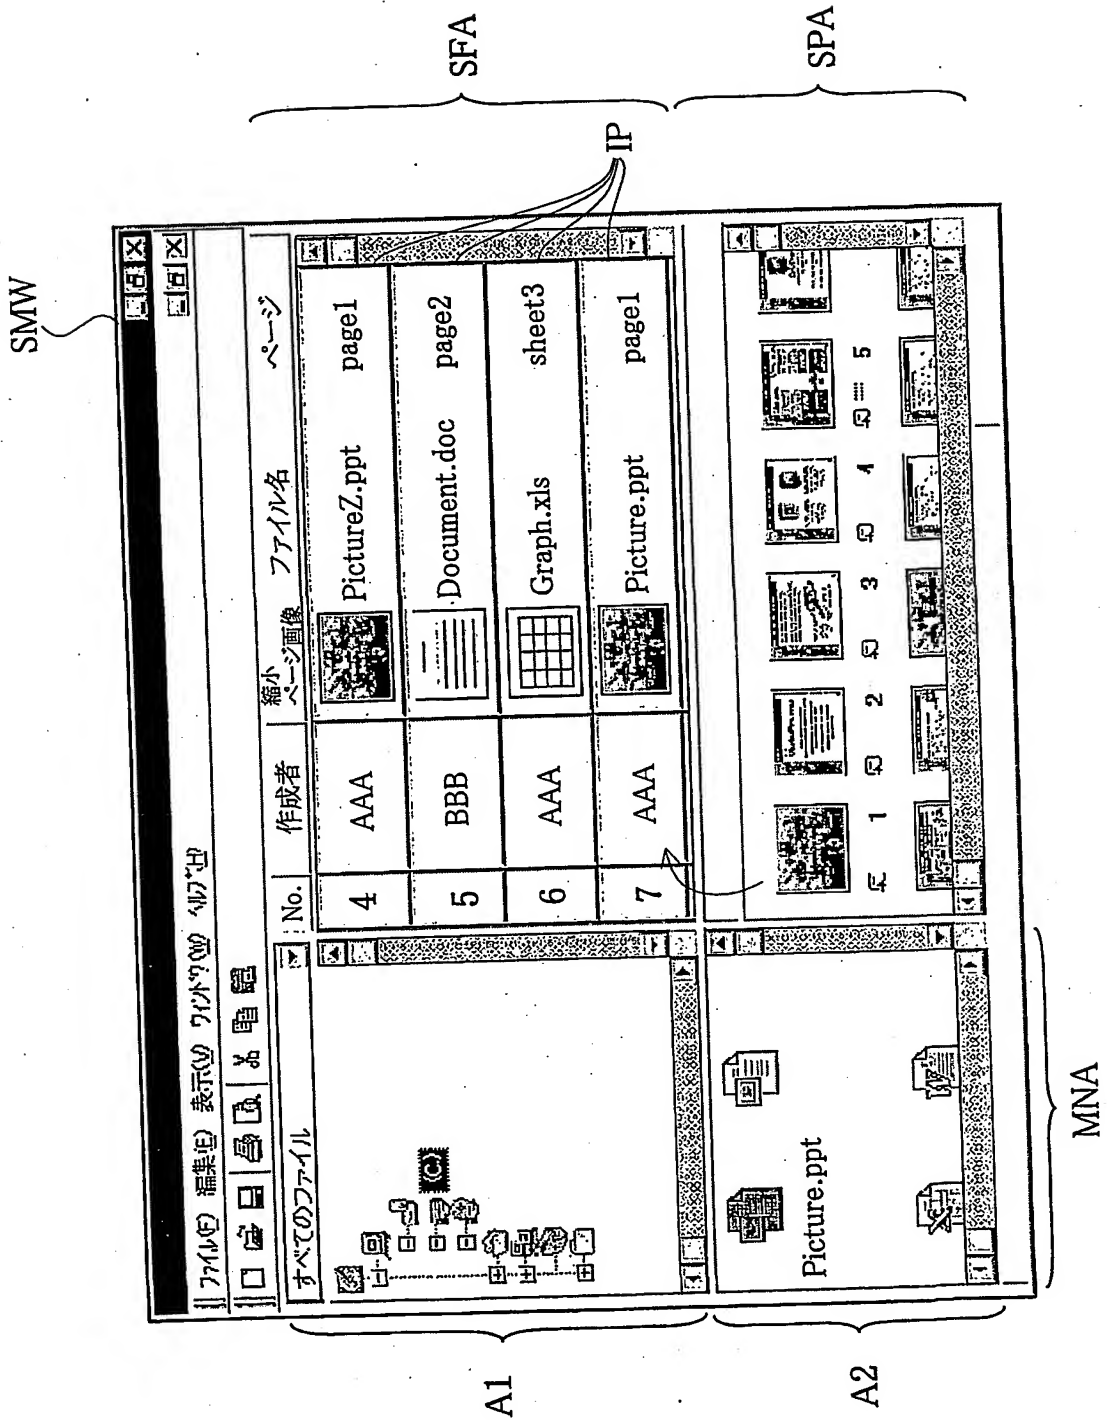 SMW
ファイル(F) 編集(E) 表示(V) ウィンドウ(W) ヘルプ(H)
すべてのファイル
No. 作成者 縮小ページ画像 ファイル名 ページ
4 AAA PictureZ.ppt page1
5 BBB Document.doc page2
6 AAA Graph.xls sheet3
7 AAA Picture.ppt page1
(C)
IP
SFA
SPA
A1
A2
Picture.ppt
1 2 3 4 5
MNA